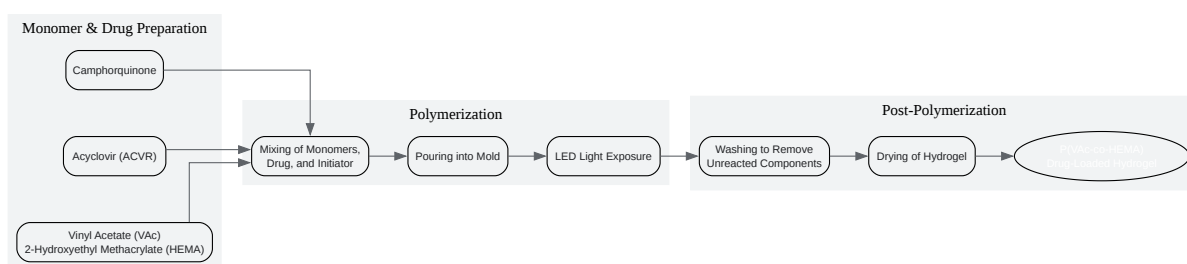 Monomer & Drug Preparation
Camphorquinone
Acyclovir (ACVR)
Vinyl Acetate (VAc)
2-Hydroxyethyl Methacrylate (HEMA)
Polymerization
Mixing of Monomers,
Drug, and Initiator
Pouring into Mold
LED Light Exposure
Post-Polymerization
Washing to Remove
Unreacted Components
Drying of Hydrogel
P(VAc-co-HEMA)
Drug-Loaded Hydrogel